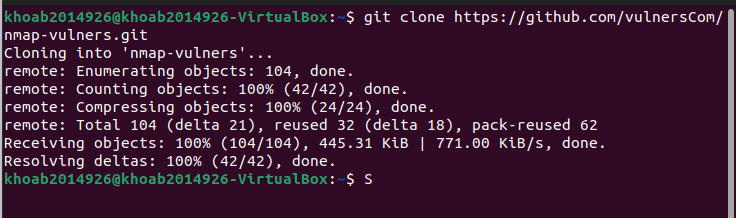 khoab2014926@khoab2014926-VirtualBox:~$ git clone https://github.com/vulnersCom/
nmap-vulners.git
Cloning into 'nmap-vulners'...
remote: Enumerating objects: 104, done.
remote: Counting objects: 100% (42/42), done.
remote: Compressing objects: 100% (24/24), done.
remote: Total 104 (delta 21), reused 32 (delta 18), pack-reused 62
Receiving objects: 100% (104/104), 445.31 KiB | 771.00 KiB/s, done.
Resolving deltas: 100% (42/42), done.
khoab2014926@khoab2014926-VirtualBox:~$ S